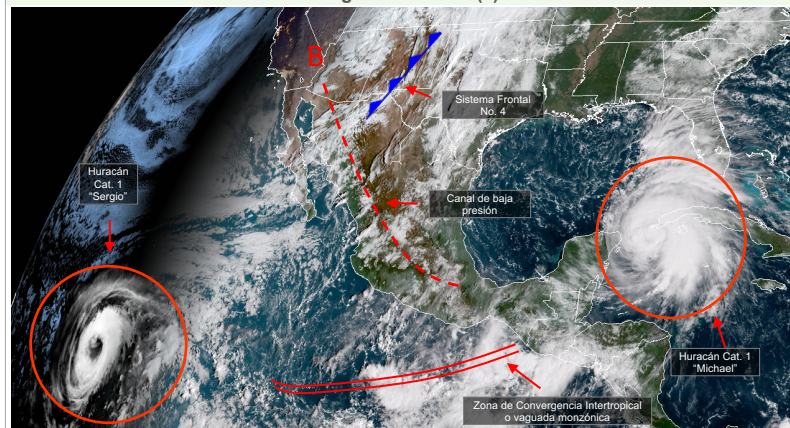 B
Sistema Frontal
No. 4
Huracán
Cat. 1
“Sergio”
Canal de baja
presión
Huracán Cat. 1
“Michael”
Zona de Convergencia Intertropical
o vaguada monzónica